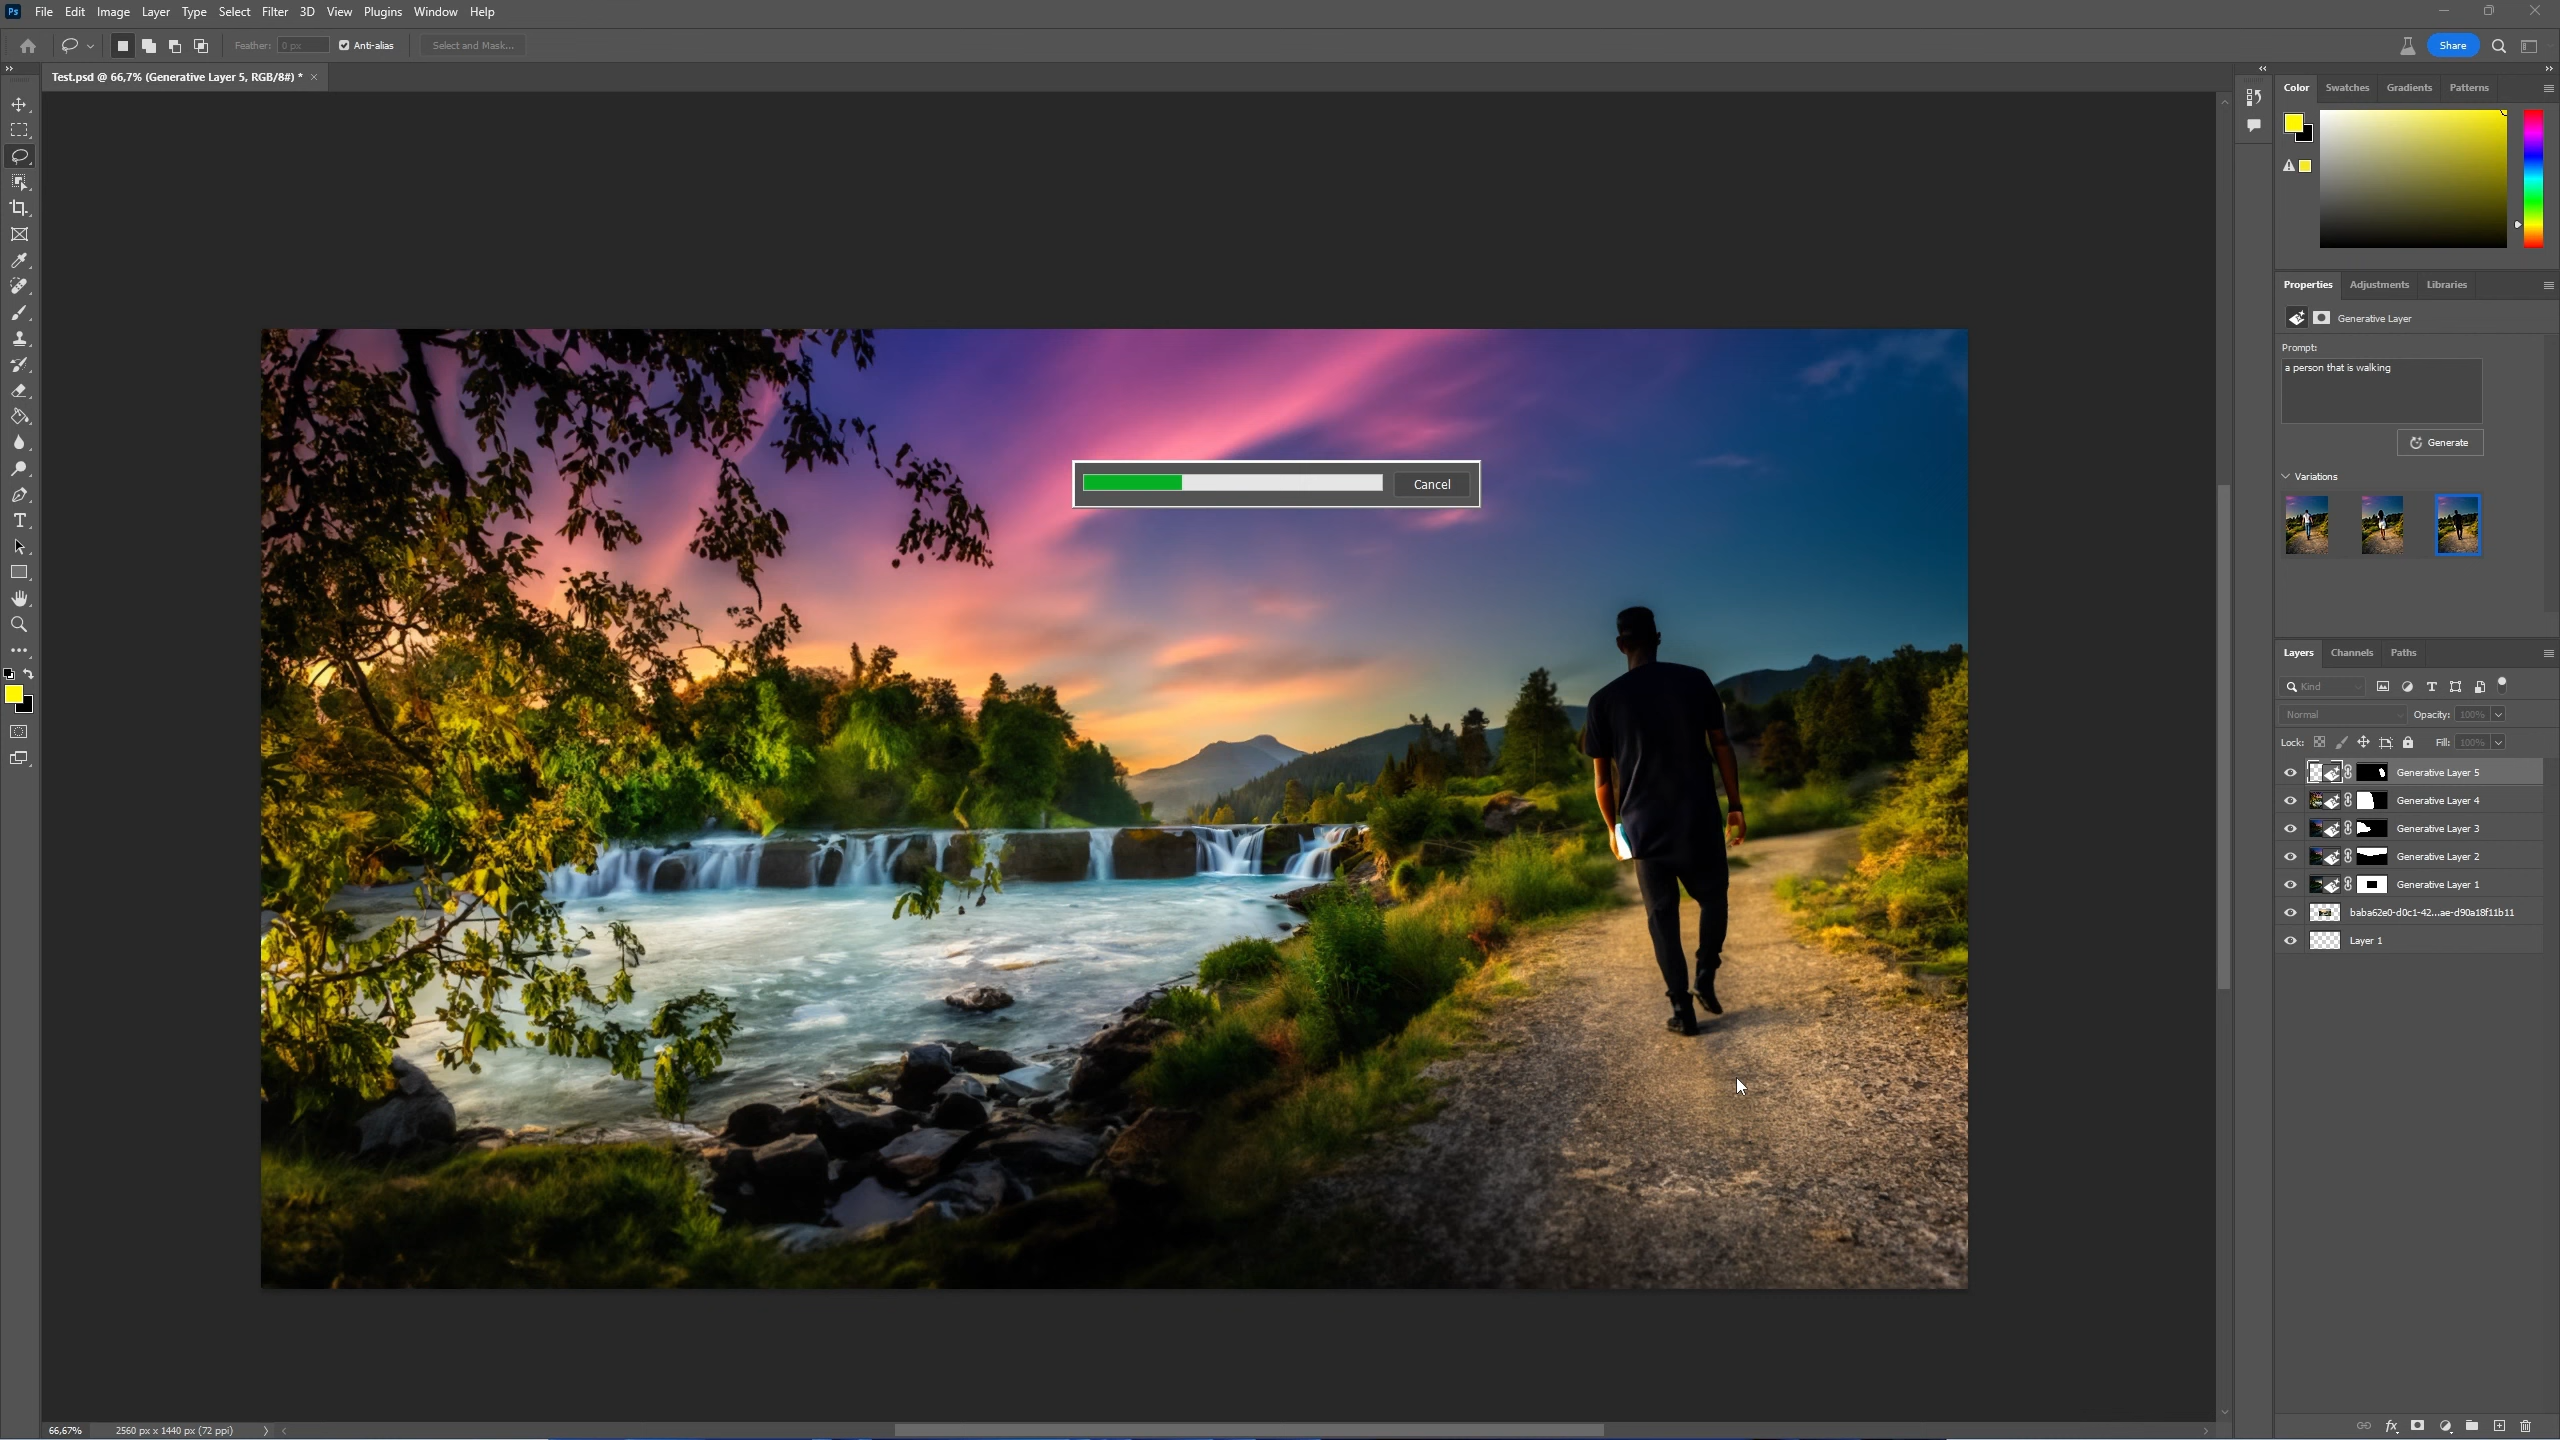 Ps File Edit Image Layer Type Select Filter 3D View Plugins Window Help
Feather: 0 px Anti-alias Select and Mask... Share
Test.psd @ 66,7% (Generative Layer 5, RGB/8#) * ×
Color Swatches Gradients Patterns
Properties Adjustments Libraries
Generative Layer
Prompt:
a person that is walking
Generate
Variations
Cancel
Layers Channels Paths
Kind
Normal Opacity: 100%
Lock: Fill: 100%
Generative Layer 5
Generative Layer 4
Generative Layer 3
Generative Layer 2
Generative Layer 1
baba62e0-d0c1-42...ae-d90a18f11b11
Layer 1
66,67% 2560 px x 1440 px (72 ppi)